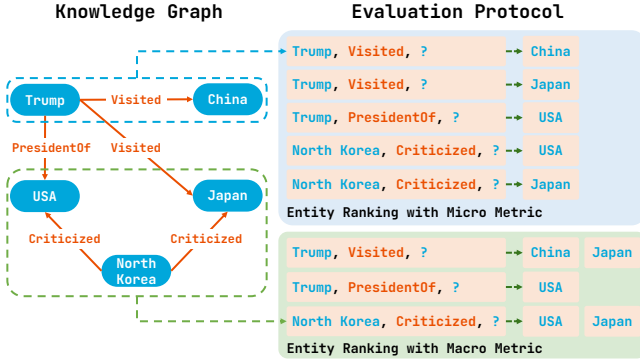 Knowledge Graph
Trump
Visited
China
PresidentOf
Visited
USA
Japan
Criticized
Criticized
North
Korea
Evaluation Protocol
Trump, Visited, ? China
Trump, Visited, ? Japan
Trump, PresidentOf, ? USA
North Korea, Criticized, ? USA
North Korea, Criticized, ? Japan
Entity Ranking with Micro Metric
Trump, Visited, ? China Japan
Trump, PresidentOf, ? USA
North Korea, Criticized, ? USA Japan
Entity Ranking with Macro Metric